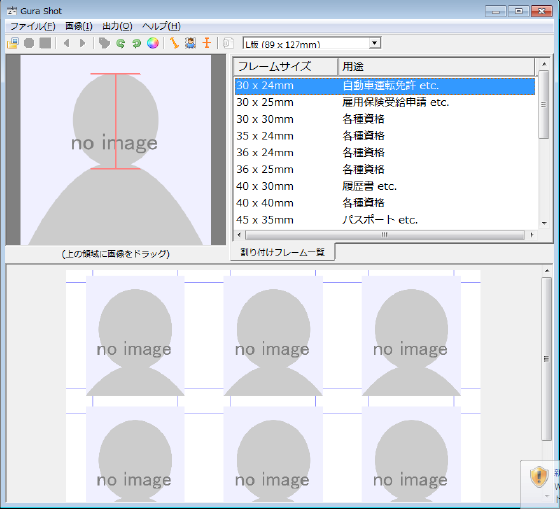 Gura Shot
ファイル(F) 画像(I) 出力(O) ヘルプ(H)
L版 (89 x 127mm)
フレームサイズ 用途
30 x 24mm 自動車運転免許 etc.
30 x 25mm 雇用保険受給申請 etc.
30 x 30mm 各種資格
35 x 24mm 各種資格
36 x 24mm 各種資格
36 x 25mm 各種資格
40 x 30mm 履歴書 etc.
40 x 40mm 各種資格
45 x 35mm パスポート etc.
no image
(上の領域に画像をドラッグ)
割り付けフレーム一覧
no image no image no image
no image no image no image